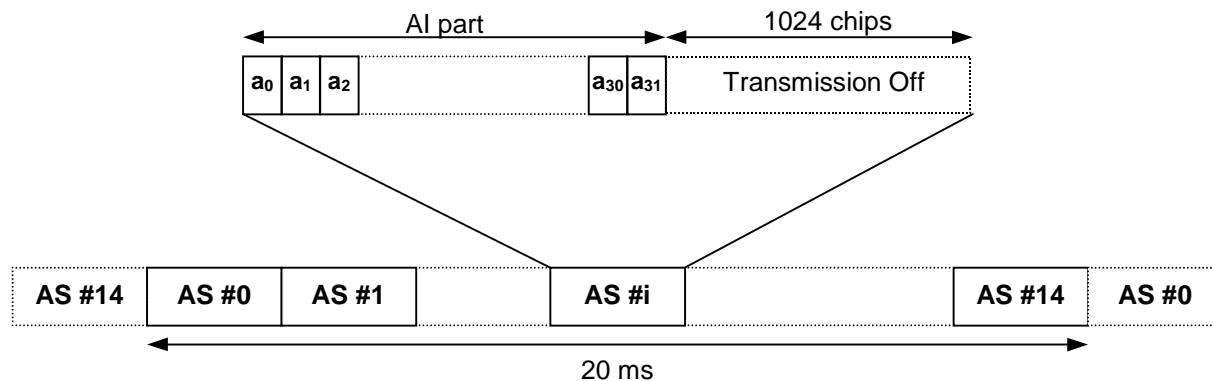 AI part 1024 chips
a0 a1 a2 a30 a31 Transmission Off
AS #14 AS #0 AS #1 AS #i AS #14 AS #0
20 ms